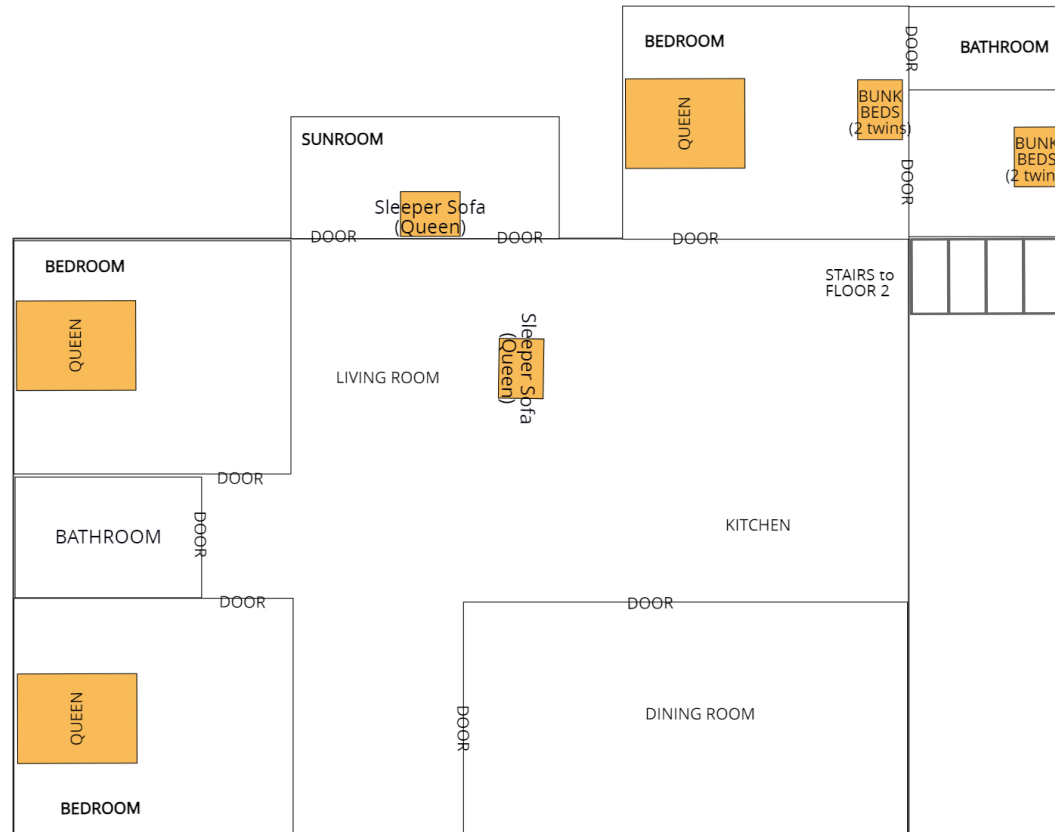 BEDROOM
DOOR
BATHROOM
QUEEN
BUNK
BEDS
(2 twins)
BUNK
BEDS
(2 twin
DOOR
SUNROOM
Sleeper Sofa
(Queen)
DOOR
DOOR
DOOR
BEDROOM
STAIRS to
FLOOR 2
QUEEN
LIVING ROOM
Sleeper Sofa
(Queen)
DOOR
BATHROOM
DOOR
KITCHEN
DOOR
DOOR
QUEEN
DOOR
DINING ROOM
BEDROOM